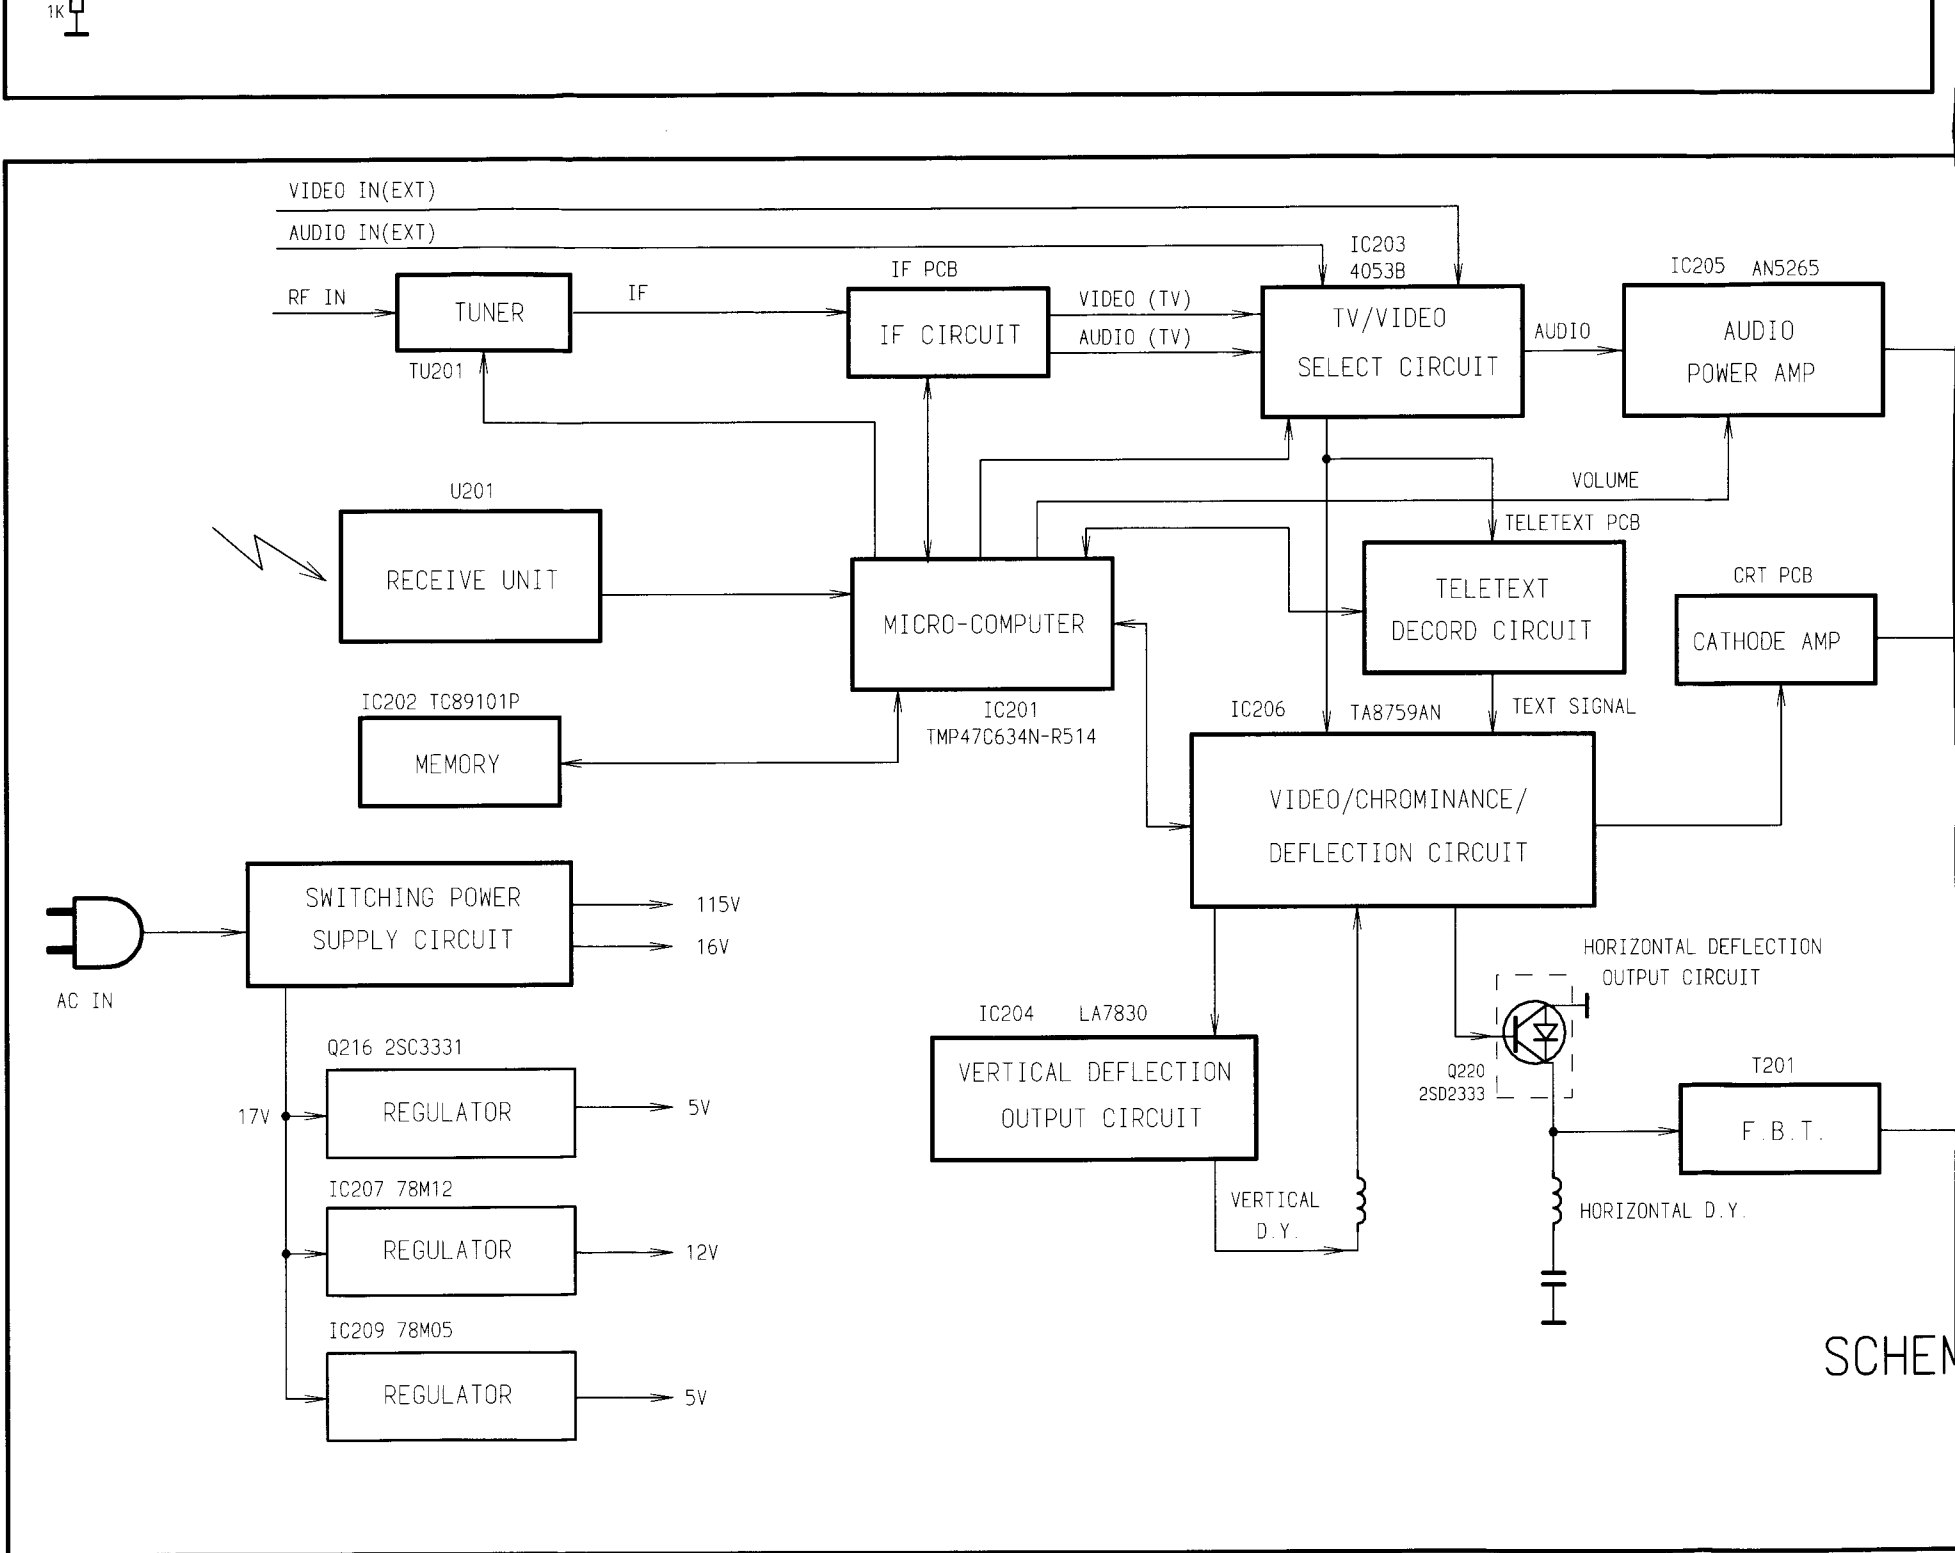 1K
VIDEO IN(EXT)
AUDIO IN(EXT)
IC203
4053B
IC205 AN5265
IF PCB
RF IN
TUNER
IF
IF CIRCUIT
VIDEO (TV)
AUDIO (TV)
TV/VIDEO
SELECT CIRCUIT
AUDIO
AUDIO
POWER AMP
TU201
U201
VOLUME
TELETEXT PCB
RECEIVE UNIT
MICRO-COMPUTER
TELETEXT
DECORD CIRCUIT
CRT PCB
CATHODE AMP
IC202 TC89101P
MEMORY
IC201
TMP47C634N-R514
IC206 TA8759AN
TEXT SIGNAL
VIDEO/CHROMINANCE/
DEFLECTION CIRCUIT
SWITCHING POWER
SUPPLY CIRCUIT
115V
16V
AC IN
HORIZONTAL DEFLECTION
OUTPUT CIRCUIT
IC204 LA7830
VERTICAL DEFLECTION
OUTPUT CIRCUIT
Q220
2SD2333
T201
F.B.T.
Q216 2SC3331
17V
REGULATOR
5V
IC207 78M12
REGULATOR
12V
VERTICAL
D.Y.
HORIZONTAL D.Y.
IC209 78M05
REGULATOR
5V
SCHEM